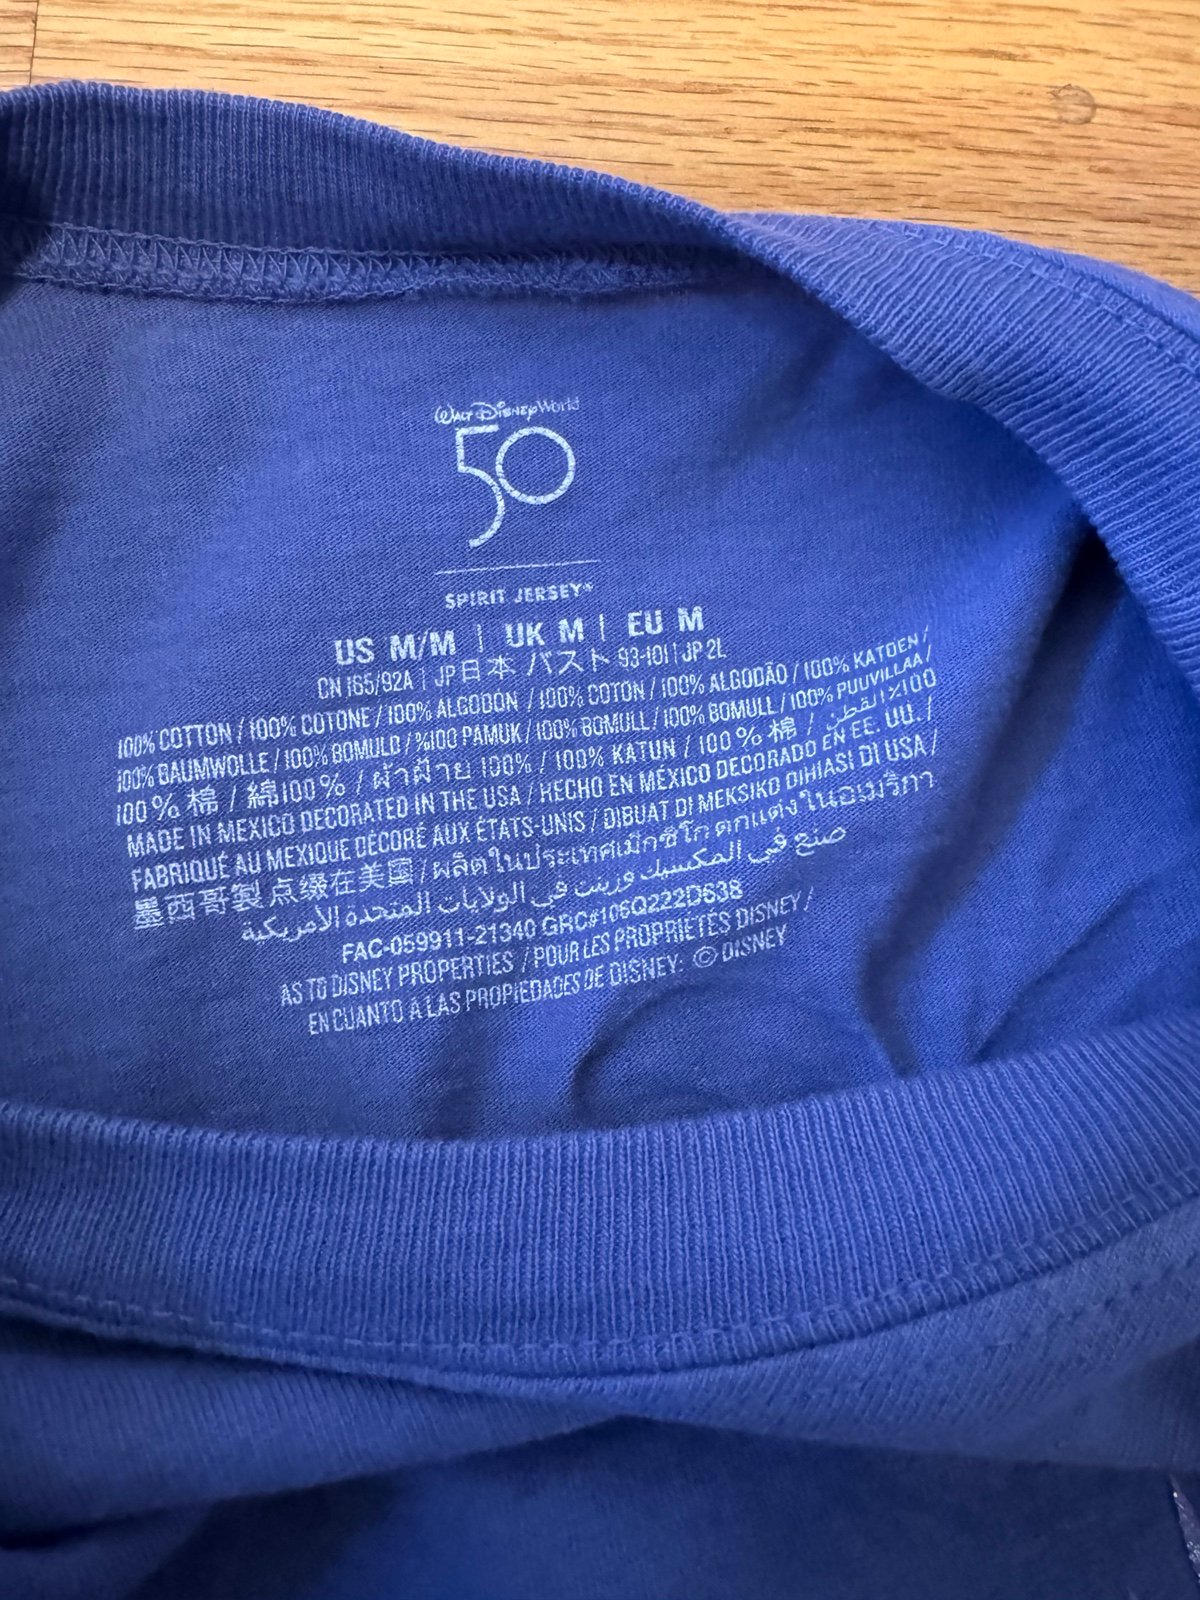 Walt Disney World
50
SPIRIT JERSEY®
US M/M | UK M | EU M
CN 165/92A | JP日本 バスト 93-101 | JP 2L
100% COTTON / 100% COTONE / 100% ALGODON / 100% COTON / 100% ALGODÃO / 100% KATOEN /
100% BAUMWOLLE / 100% BOMULD / %100 PAMUK / 100% BOMULL / 100% BOMULL / 100% PUUVILLAA /
100% 棉 / 綿100% / ผ้าฝ้าย 100% / 100% KATUN / 100% 棉 / القطن ٪100
MADE IN MEXICO DECORATED IN THE USA / HECHO EN MÉXICO DECORADO EN EE. UU. /
FABRIQUÉ AU MEXIQUE DÉCORÉ AUX ÉTATS-UNIS / DIBUAT DI MEKSIKO DIHIASI DI USA /
墨西哥製点缀在美国 / ผลิตในประเทศเม็กซิโก ตกแต่งในอเมริกา
صنع في المكسيك وزينت في الولايات المتحدة الأمريكية
FAC-059911-21340 GRC#106Q222D638
AS TO DISNEY PROPERTIES / POUR LES PROPRIÉTÉS DISNEY /
EN CUANTO A LAS PROPIEDADES DE DISNEY: © DISNEY